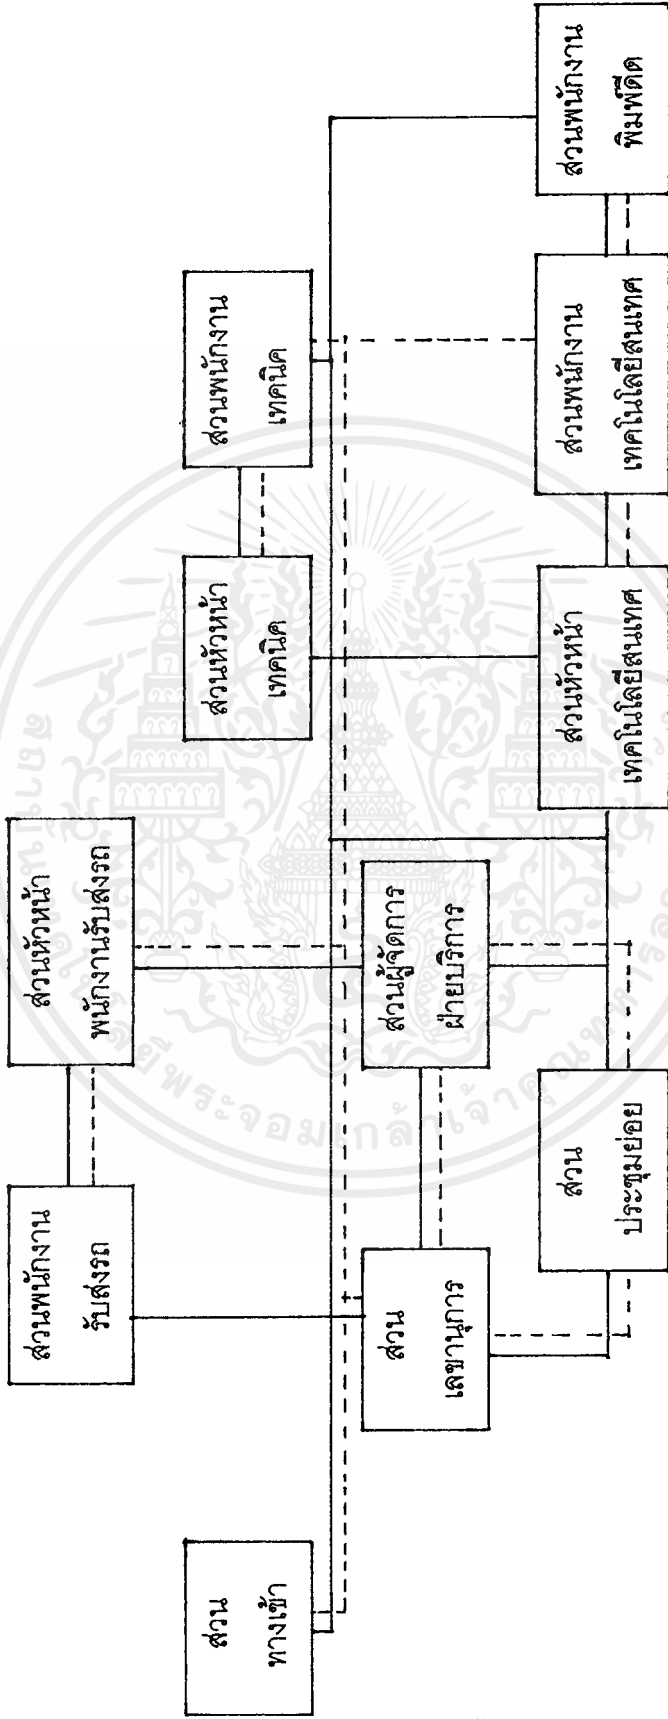 สวนพนักงาน
รับสงรถ
สวนหัวหนา
พนักงานรับสงรถ
สวน
ทางเขา
สวนหัวหนา
เทคนิค
สวนพนักงาน
เทคนิค
สวน
เลขานุการ
สวนผูจัดการ
ฝายบริการ
สวน
ประชุมยอย
สวนหัวหนา
เทคโนโลยีสนเทศ
สวนพนักงาน
เทคโนโลยีสนเทศ
สวนพนักงาน
พิมพดีด